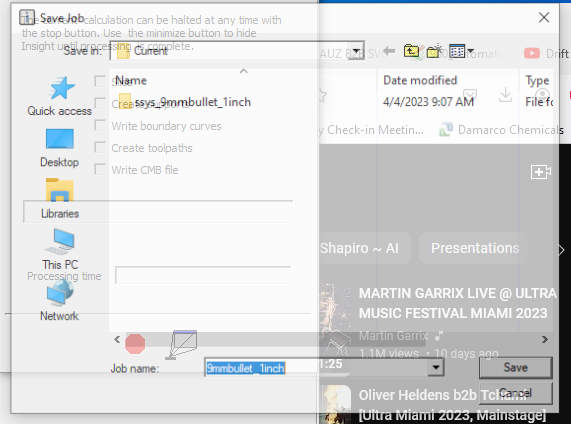 Save Job
The current calculation can be halted at any time with
the stop button. Use the minimize button to hide
Insight until processing is complete.
Save in:
Current
Drift
Name
Date modified
Type
ssys_9mmbullet_1inch
4/4/2023 9:07 AM
File fo
Quick access
Write boundary curves
y Check-in Meetin...
Damarco Chemicals
Create toolpaths
Desktop
Write CMB file
Libraries
Shapiro ~ AI
Presentations
This PC
Processing time
MARTIN GARRIX LIVE @ ULTRA
MUSIC FESTIVAL MIAMI 2023
Network
Martin Garrix
1.1M views • 10 days ago
1:25
Job name:
9mmbullet_1inch
Save
Cancel
Oliver Heldens b2b
[Ultra Miami 2023, Mainstage]